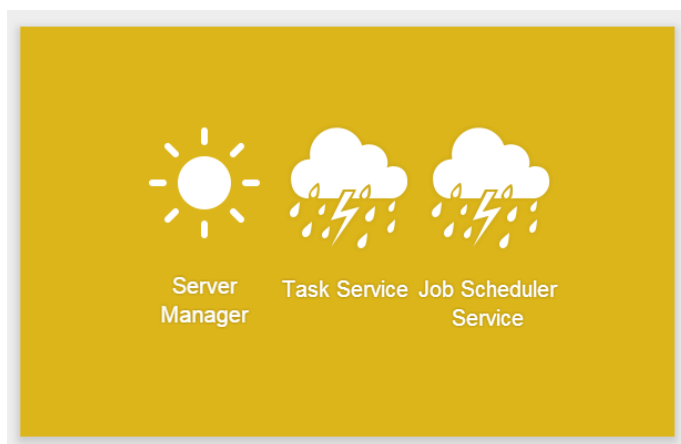 Server
Manager
Task Service
Job Scheduler
Service